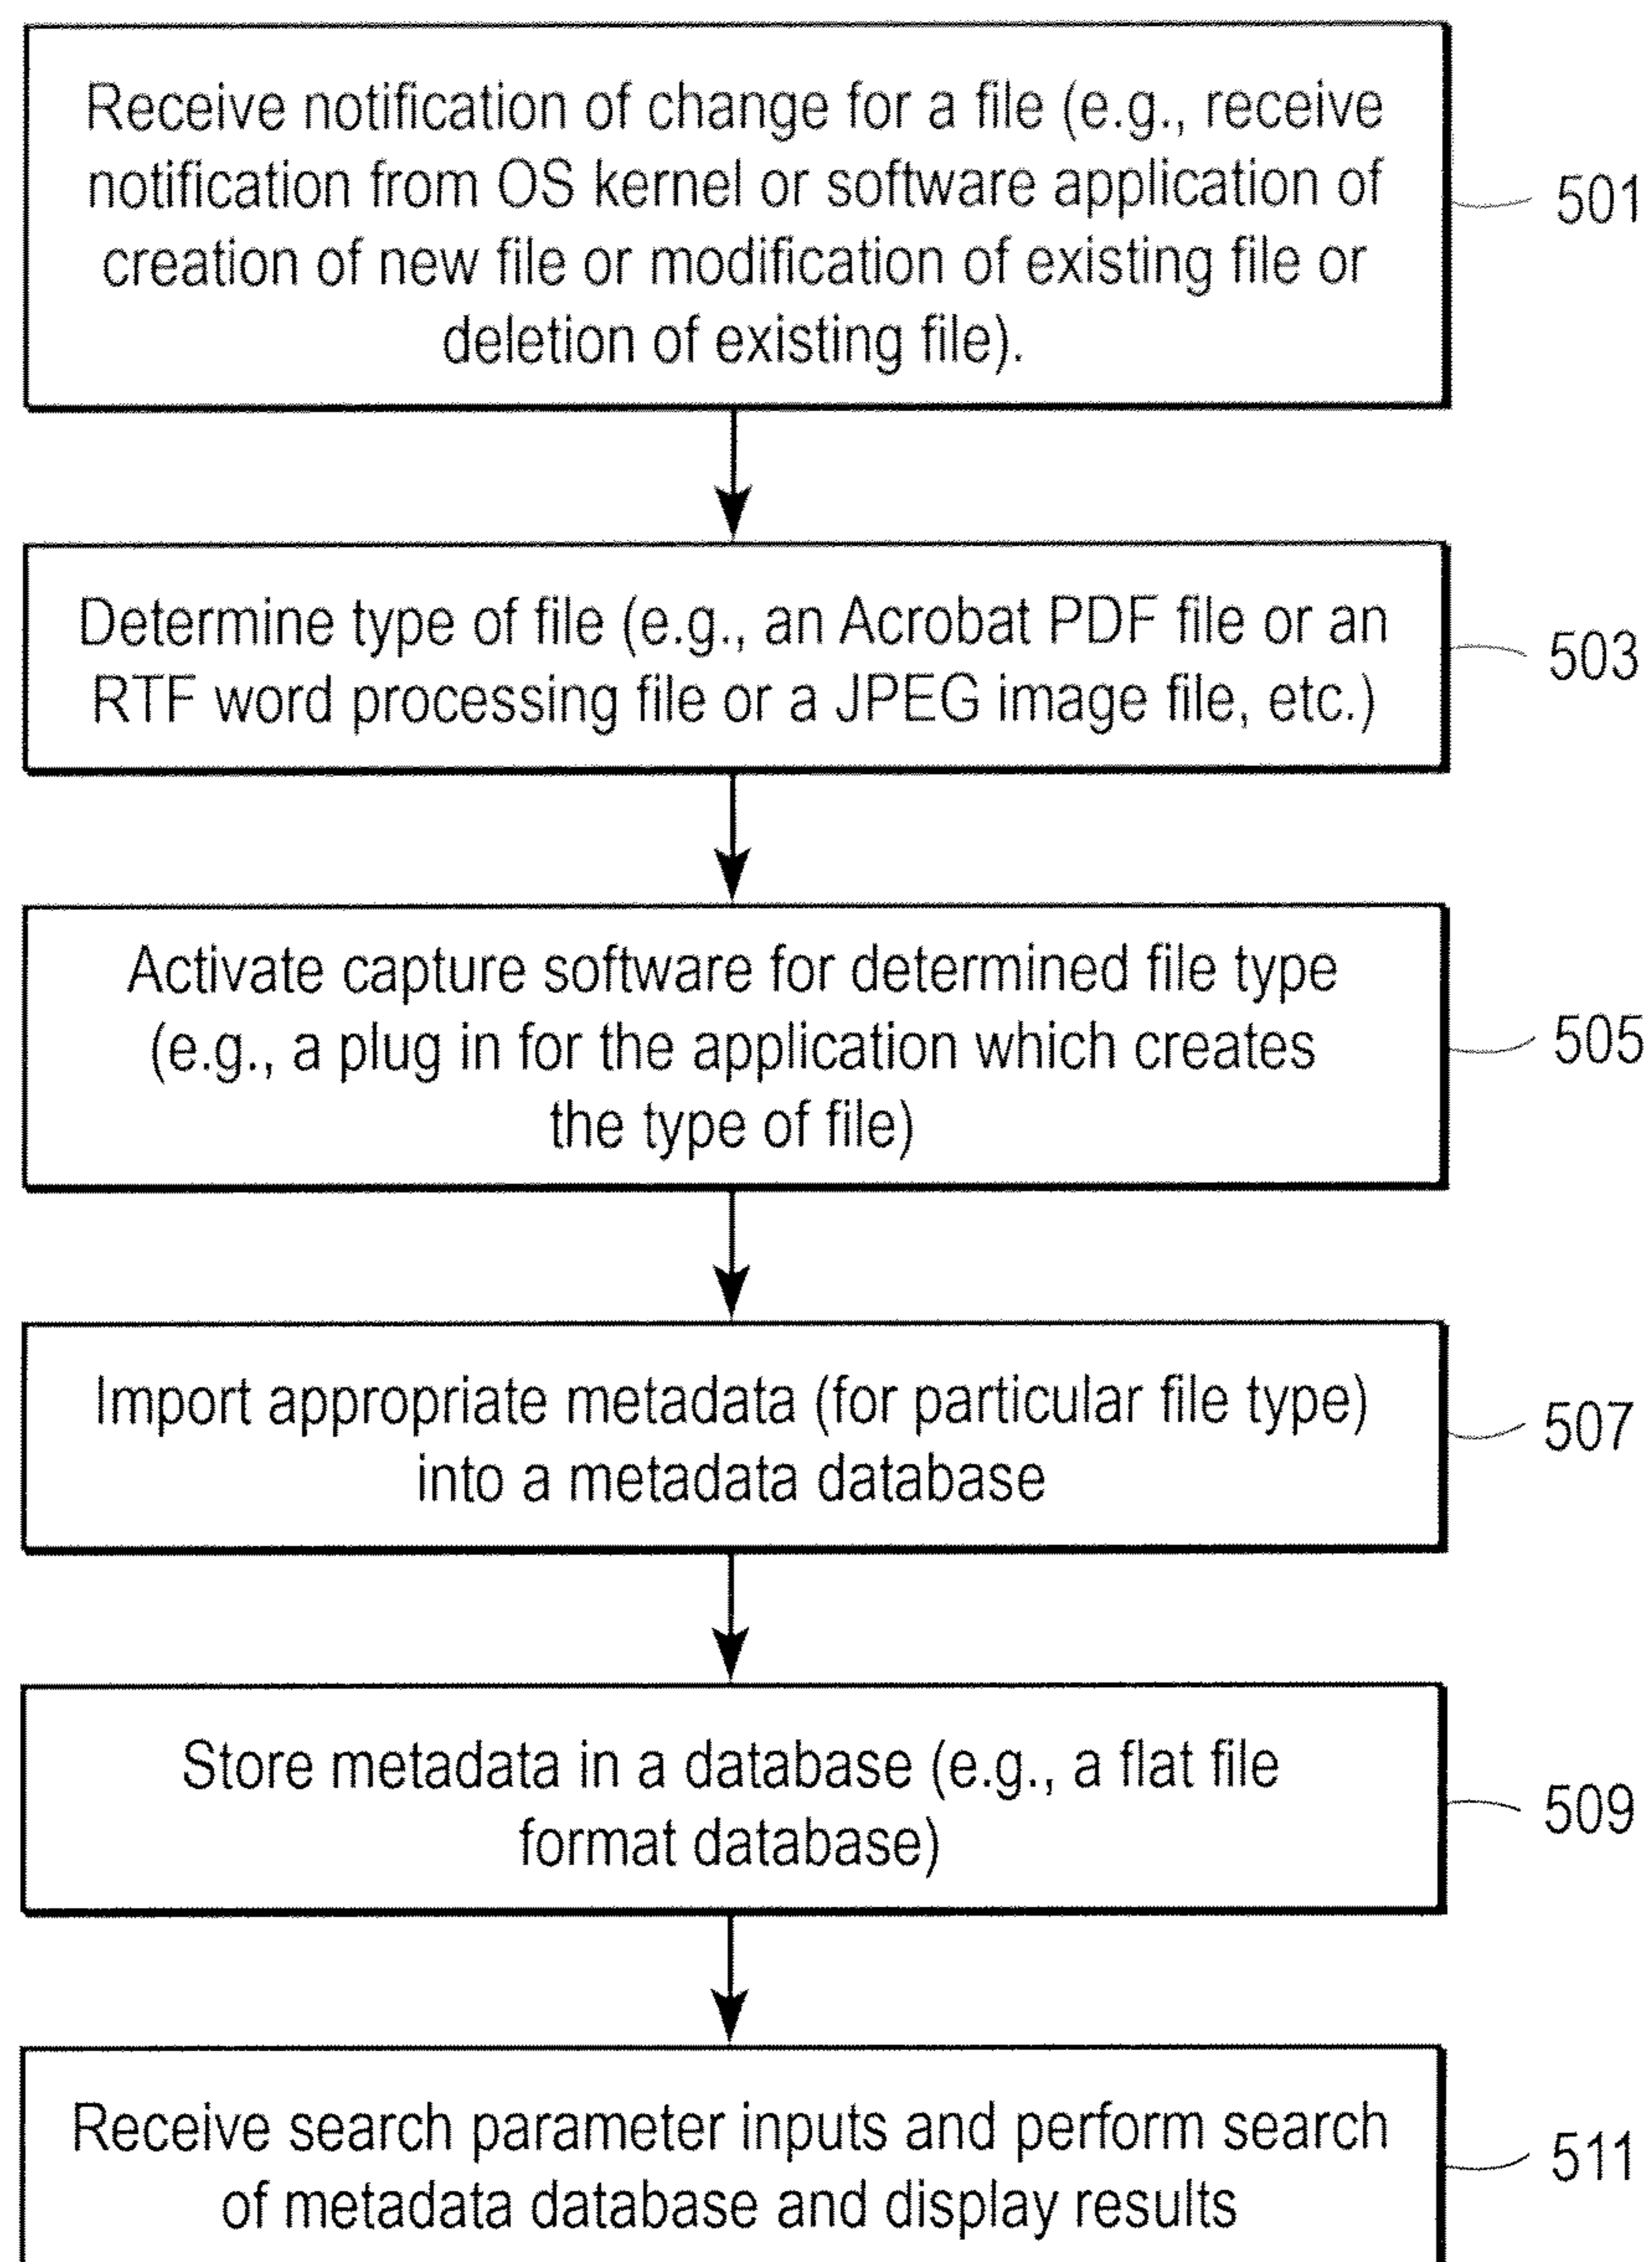 Receive notification of change for a file (e.g., receive
notification from OS kernel or software application of
creation of new file or modification of existing file or
deletion of existing file).
501
Determine type of file (e.g., an Acrobat PDF file or an
RTF word processing file or a JPEG image file, etc.)
503
Activate capture software for determined file type
(e.g., a plug in for the application which creates
the type of file)
505
Import appropriate metadata (for particular file type)
into a metadata database
507
Store metadata in a database (e.g., a flat file
format database)
509
Receive search parameter inputs and perform search
of metadata database and display results
511